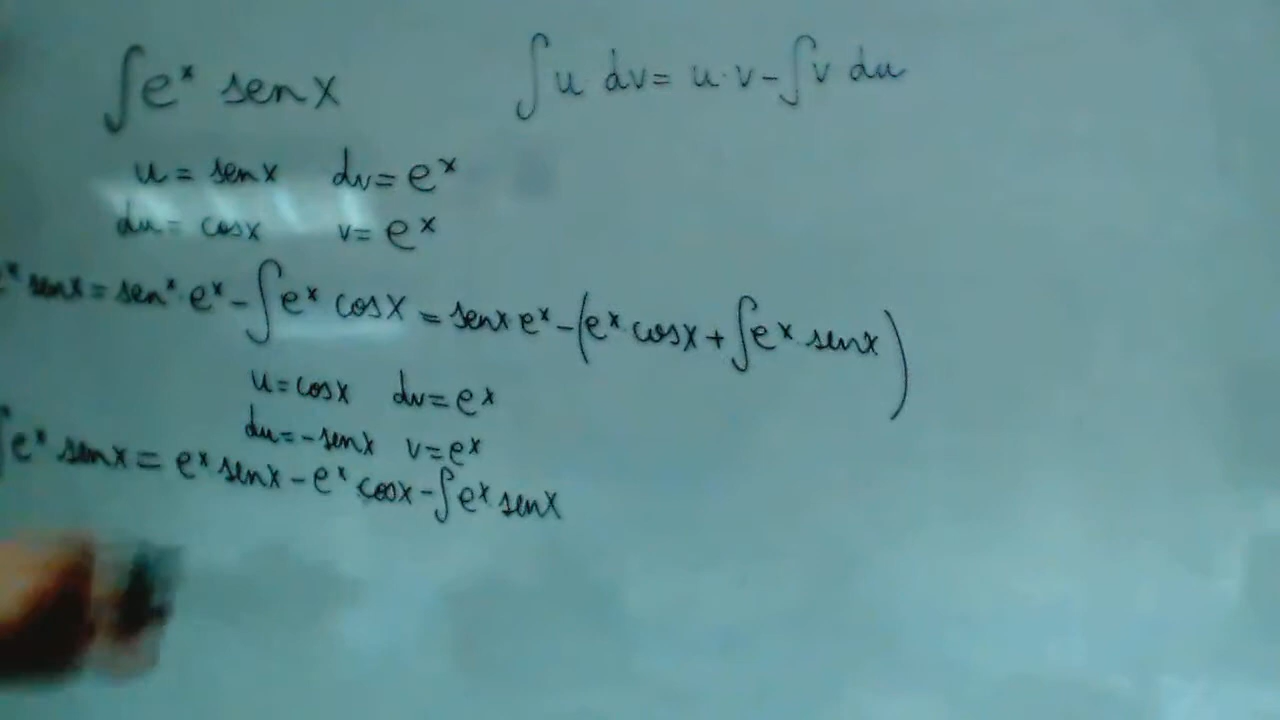 ∫eˣ senx
∫u dv= u·v-∫v du
u = senx dv=eˣ
du= cosx v= eˣ
ˣ senx = senˣ·eˣ-∫eˣ cosx = senx eˣ-(eˣ cosx+∫eˣ senx)
u=cosx dv=eˣ
du=-senx v=eˣ
∫eˣ senx = eˣ senx-eˣ cosx-∫eˣ senx